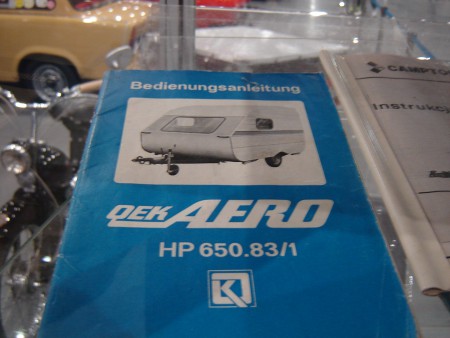 Bedienungsanleitung
QEK AERO
HP 650.83/1
CAMPTO
Instrukcj